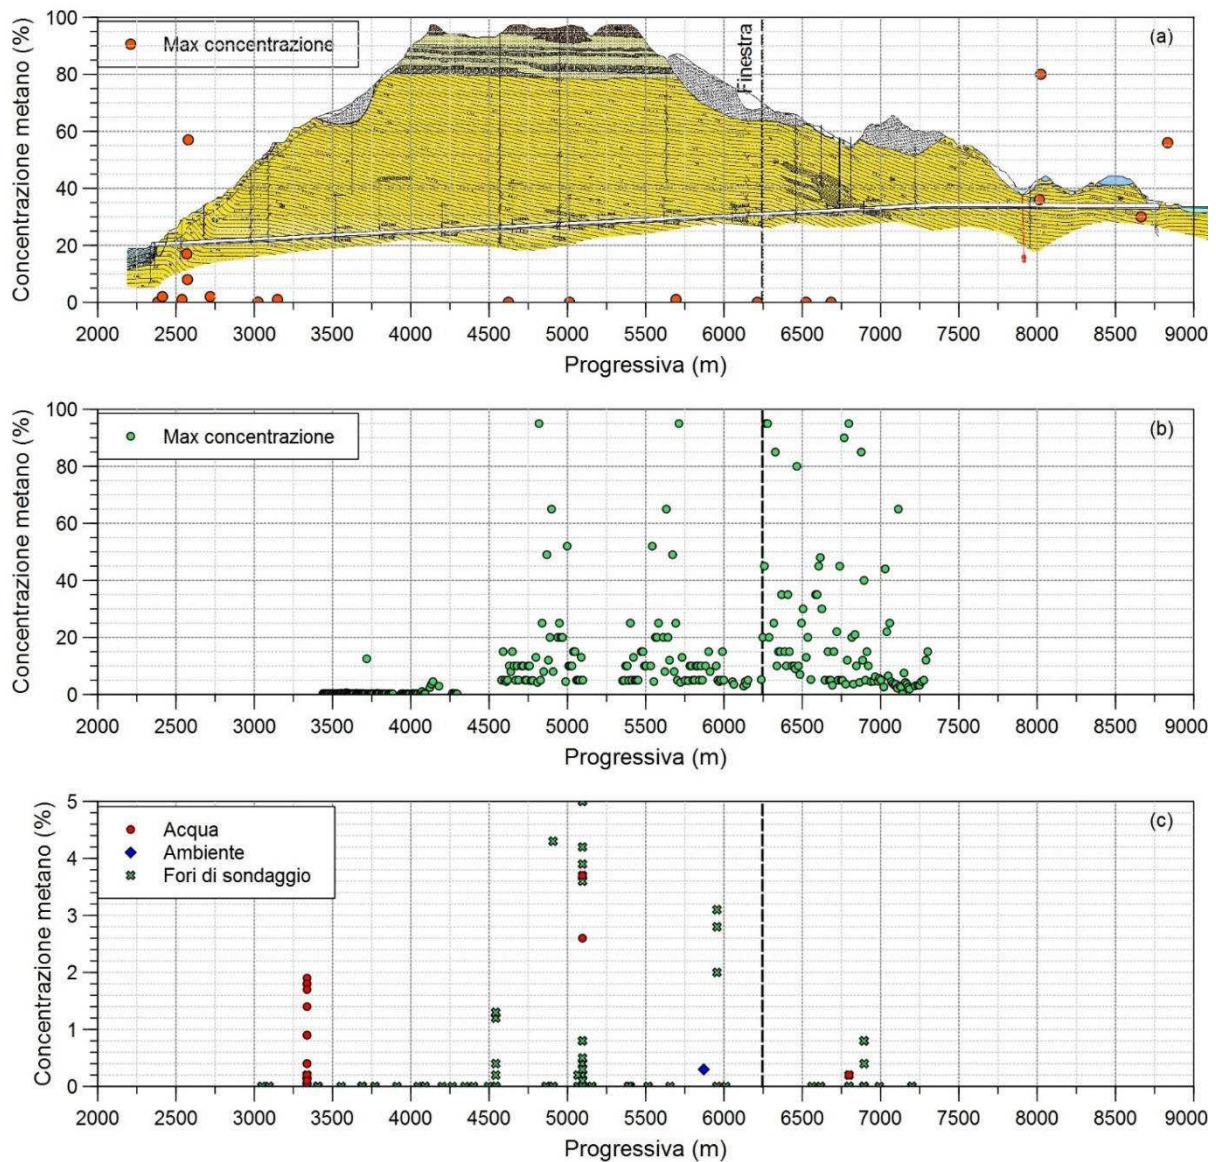 100
80
60
40
20
0
Concentrazione metano (%)
Max concentrazione
Finestra
(a)
2000 2500 3000 3500 4000 4500 5000 5500 6000 6500 7000 7500 8000 8500 9000
Progressiva (m)
100
80
60
40
20
0
Concentrazione metano (%)
Max concentrazione
(b)
2000 2500 3000 3500 4000 4500 5000 5500 6000 6500 7000 7500 8000 8500 9000
Progressiva (m)
5
4
3
2
1
0
Concentrazione metano (%)
Acqua
Ambiente
Fori di sondaggio
(c)
2000 2500 3000 3500 4000 4500 5000 5500 6000 6500 7000 7500 8000 8500 9000
Progressiva (m)